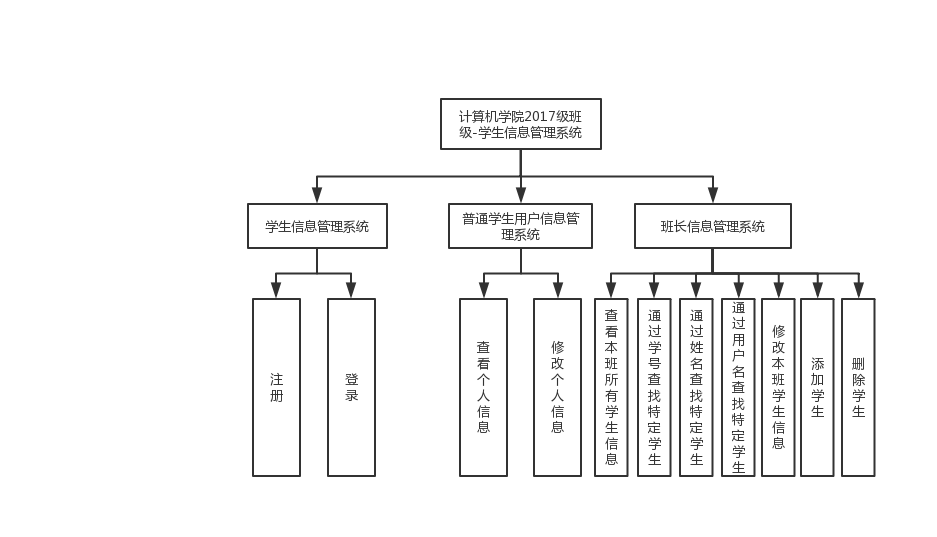 计算机学院2017级班
级-学生信息管理系统
学生信息管理系统
普通学生用户信息管
理系统
班长信息管理系统
注册
登录
查看个人信息
修改个人信息
查看本班所有学生信息
通过学号查找特定学生
通过姓名查找特定学生
通过用户名查找特定学生
修改本班学生信息
添加学生
删除学生